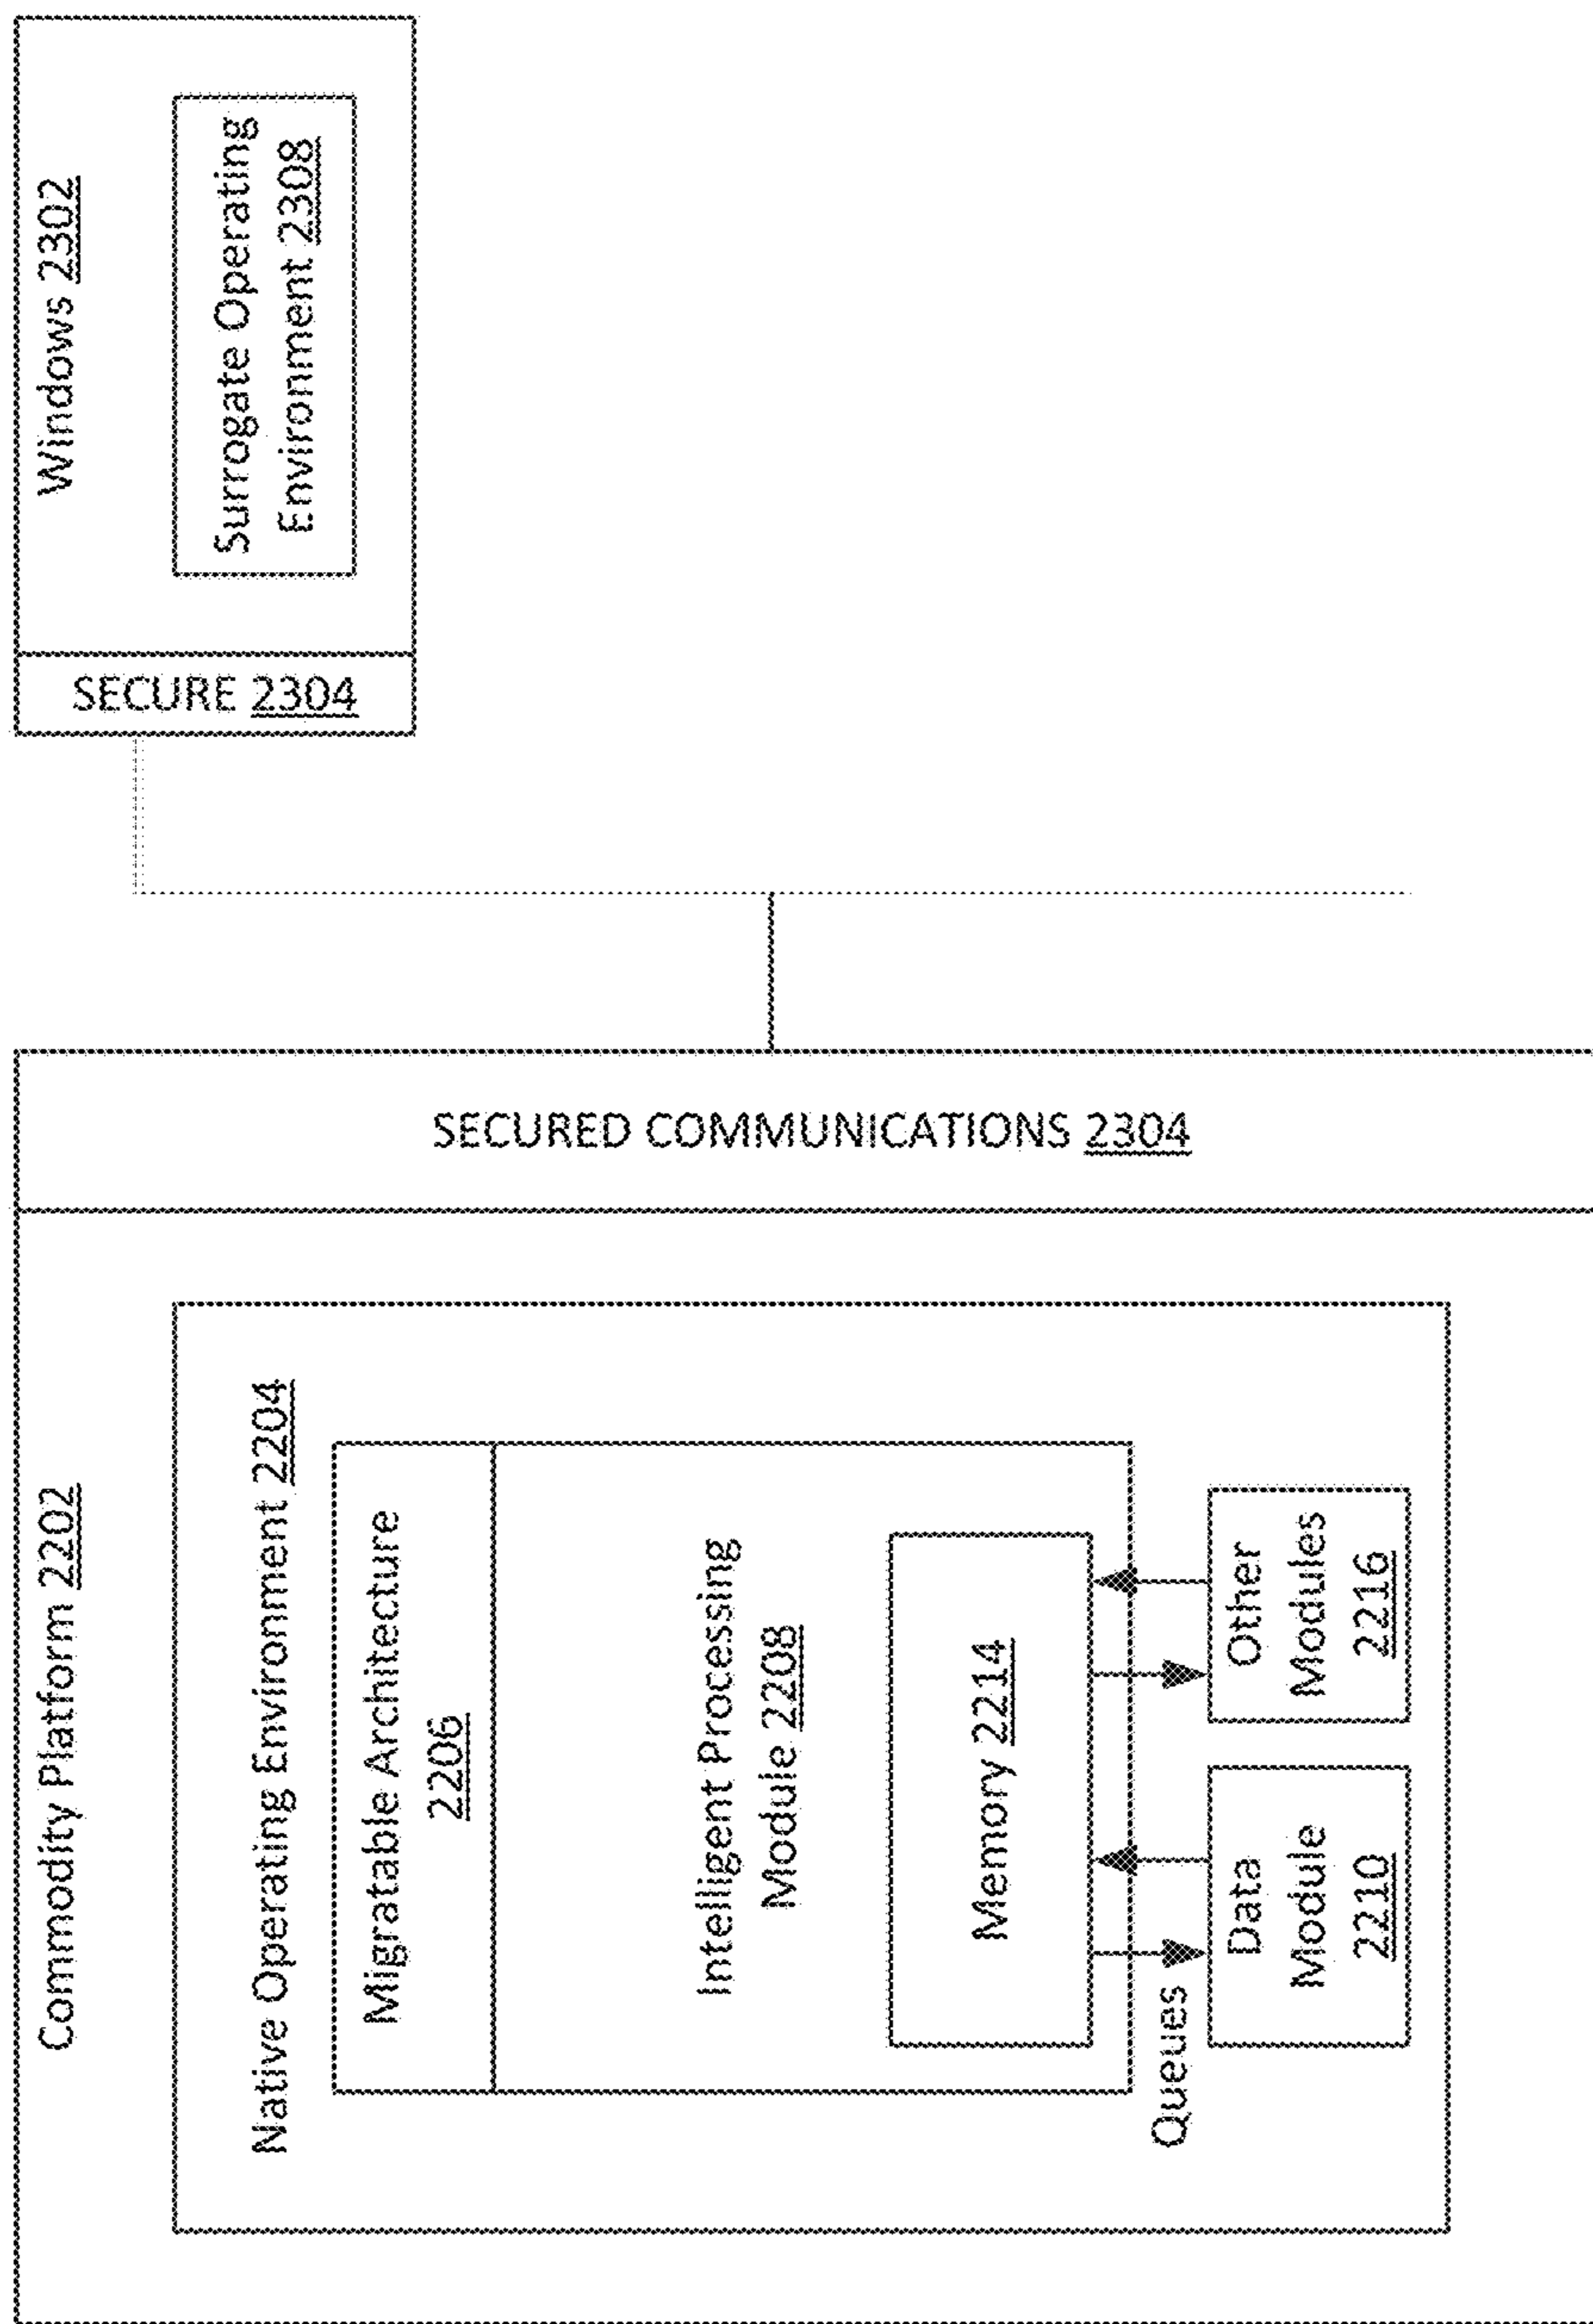 Commodity Platform 2202
Native Operating Environment 2204
Migratable Architecture
2206
Intelligent Processing
Module 2208
Memory 2214
Queues
Data
Module
2210
Other
Modules
2216
SECURED COMMUNICATIONS 2304
SECURE 2304
Windows 2302
Surrogate Operating
Environment 2308